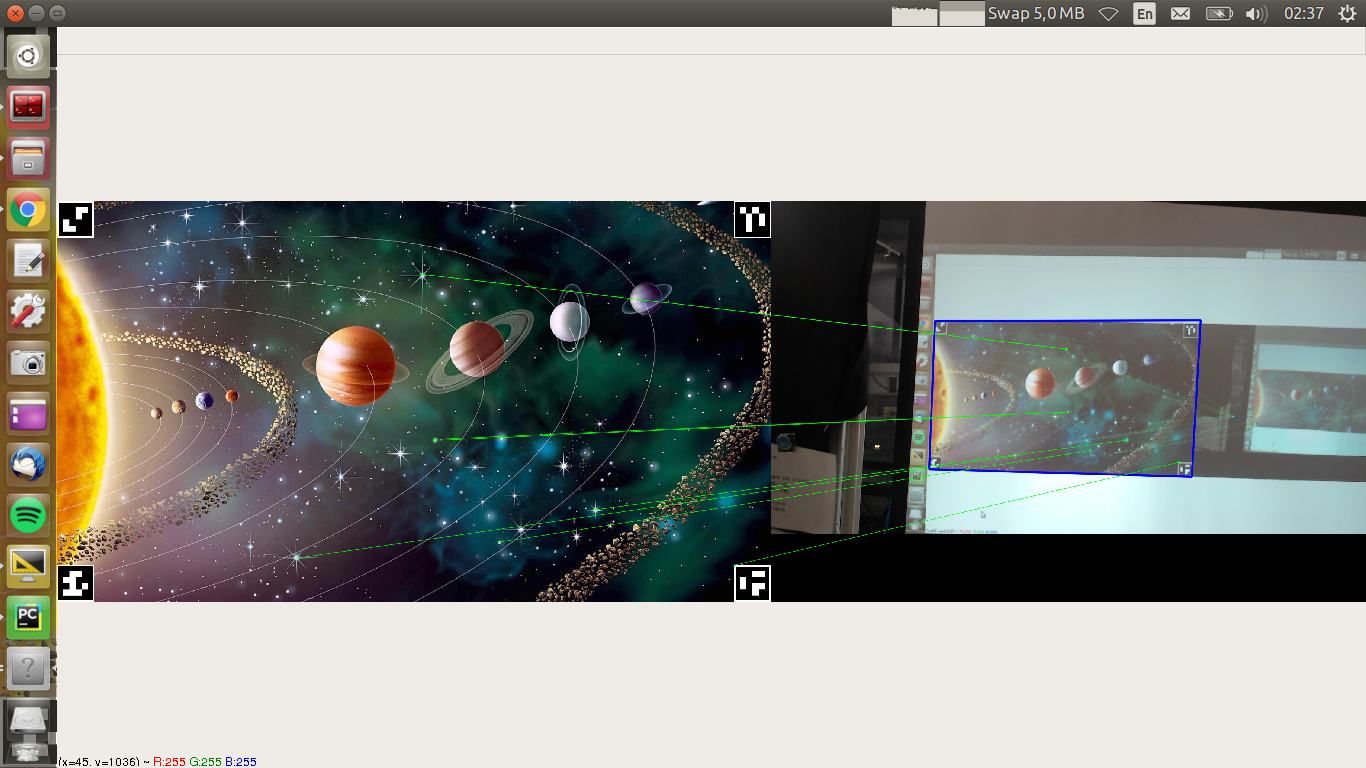 Swap 5,0 MB En 02:37
PC
?
(x=45, y=1036) ~ R:255 G:255 B:255